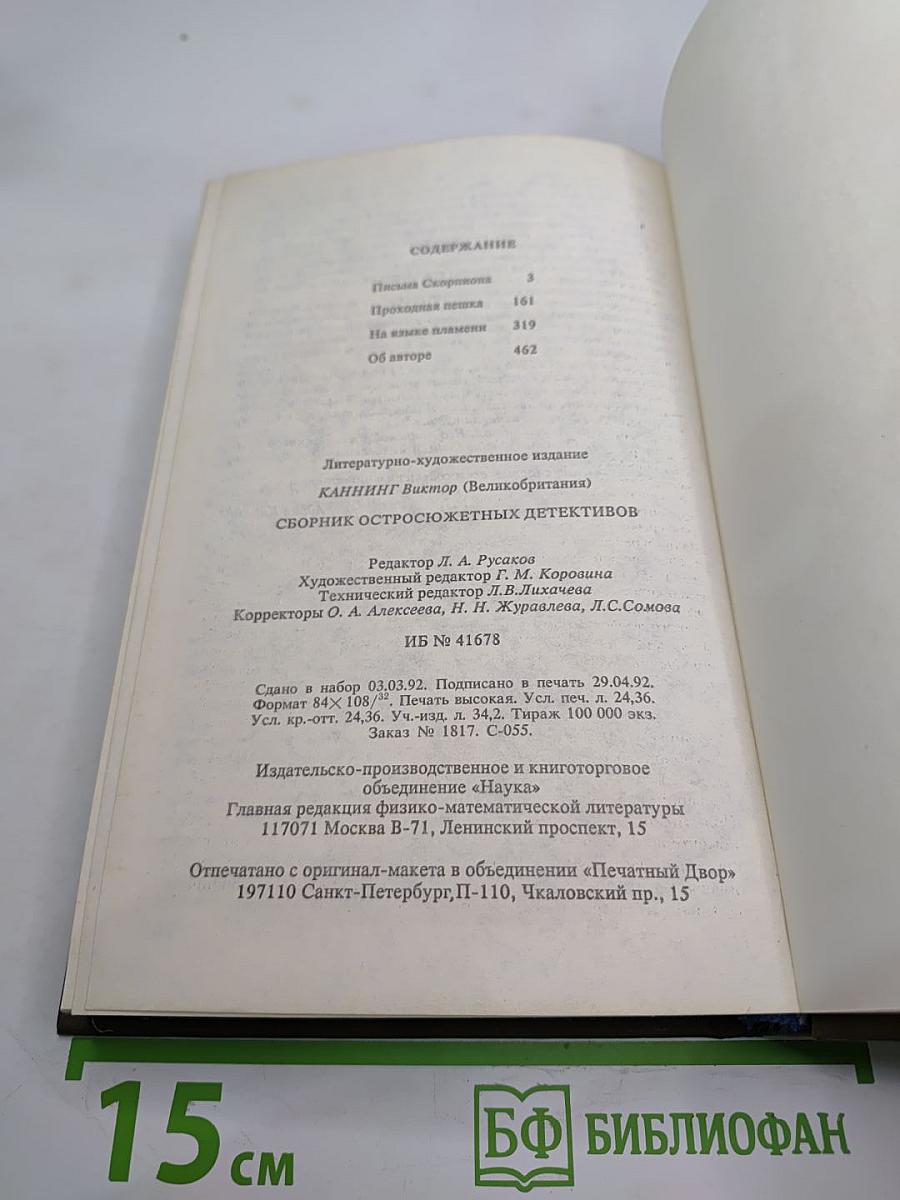 СОДЕРЖАНИЕ
Письма Скорпиона 3
Проходная пешка 161
На языке пламени 319
Об авторе 462
Литературно-художественное издание
КАННИНГ Виктор (Великобритания)
СБОРНИК ОСТРОСЮЖЕТНЫХ ДЕТЕКТИВОВ
Редактор Л. А. Русаков
Художественный редактор Г. М. Коровина
Технический редактор Л.В.Лихачева
Корректоры О. А. Алексеева, Н. Н. Журавлева, Л.С.Сомова
ИБ № 41678
Сдано в набор 03.03.92. Подписано в печать 29.04.92.
Формат 84×108/32. Печать высокая. Усл. печ. л. 24,36.
Усл. кр.-отт. 24,36. Уч.-изд. л. 34,2. Тираж 100 000 экз.
Заказ № 1817. С-055.
Издательско-производственное и книготорговое
объединение «Наука»
Главная редакция физико-математической литературы
117071 Москва В-71, Ленинский проспект, 15
Отпечатано с оригинал-макета в объединении «Печатный Двор»
197110 Санкт-Петербург,П-110, Чкаловский пр., 15
15 см
БФ БИБЛИОФАН